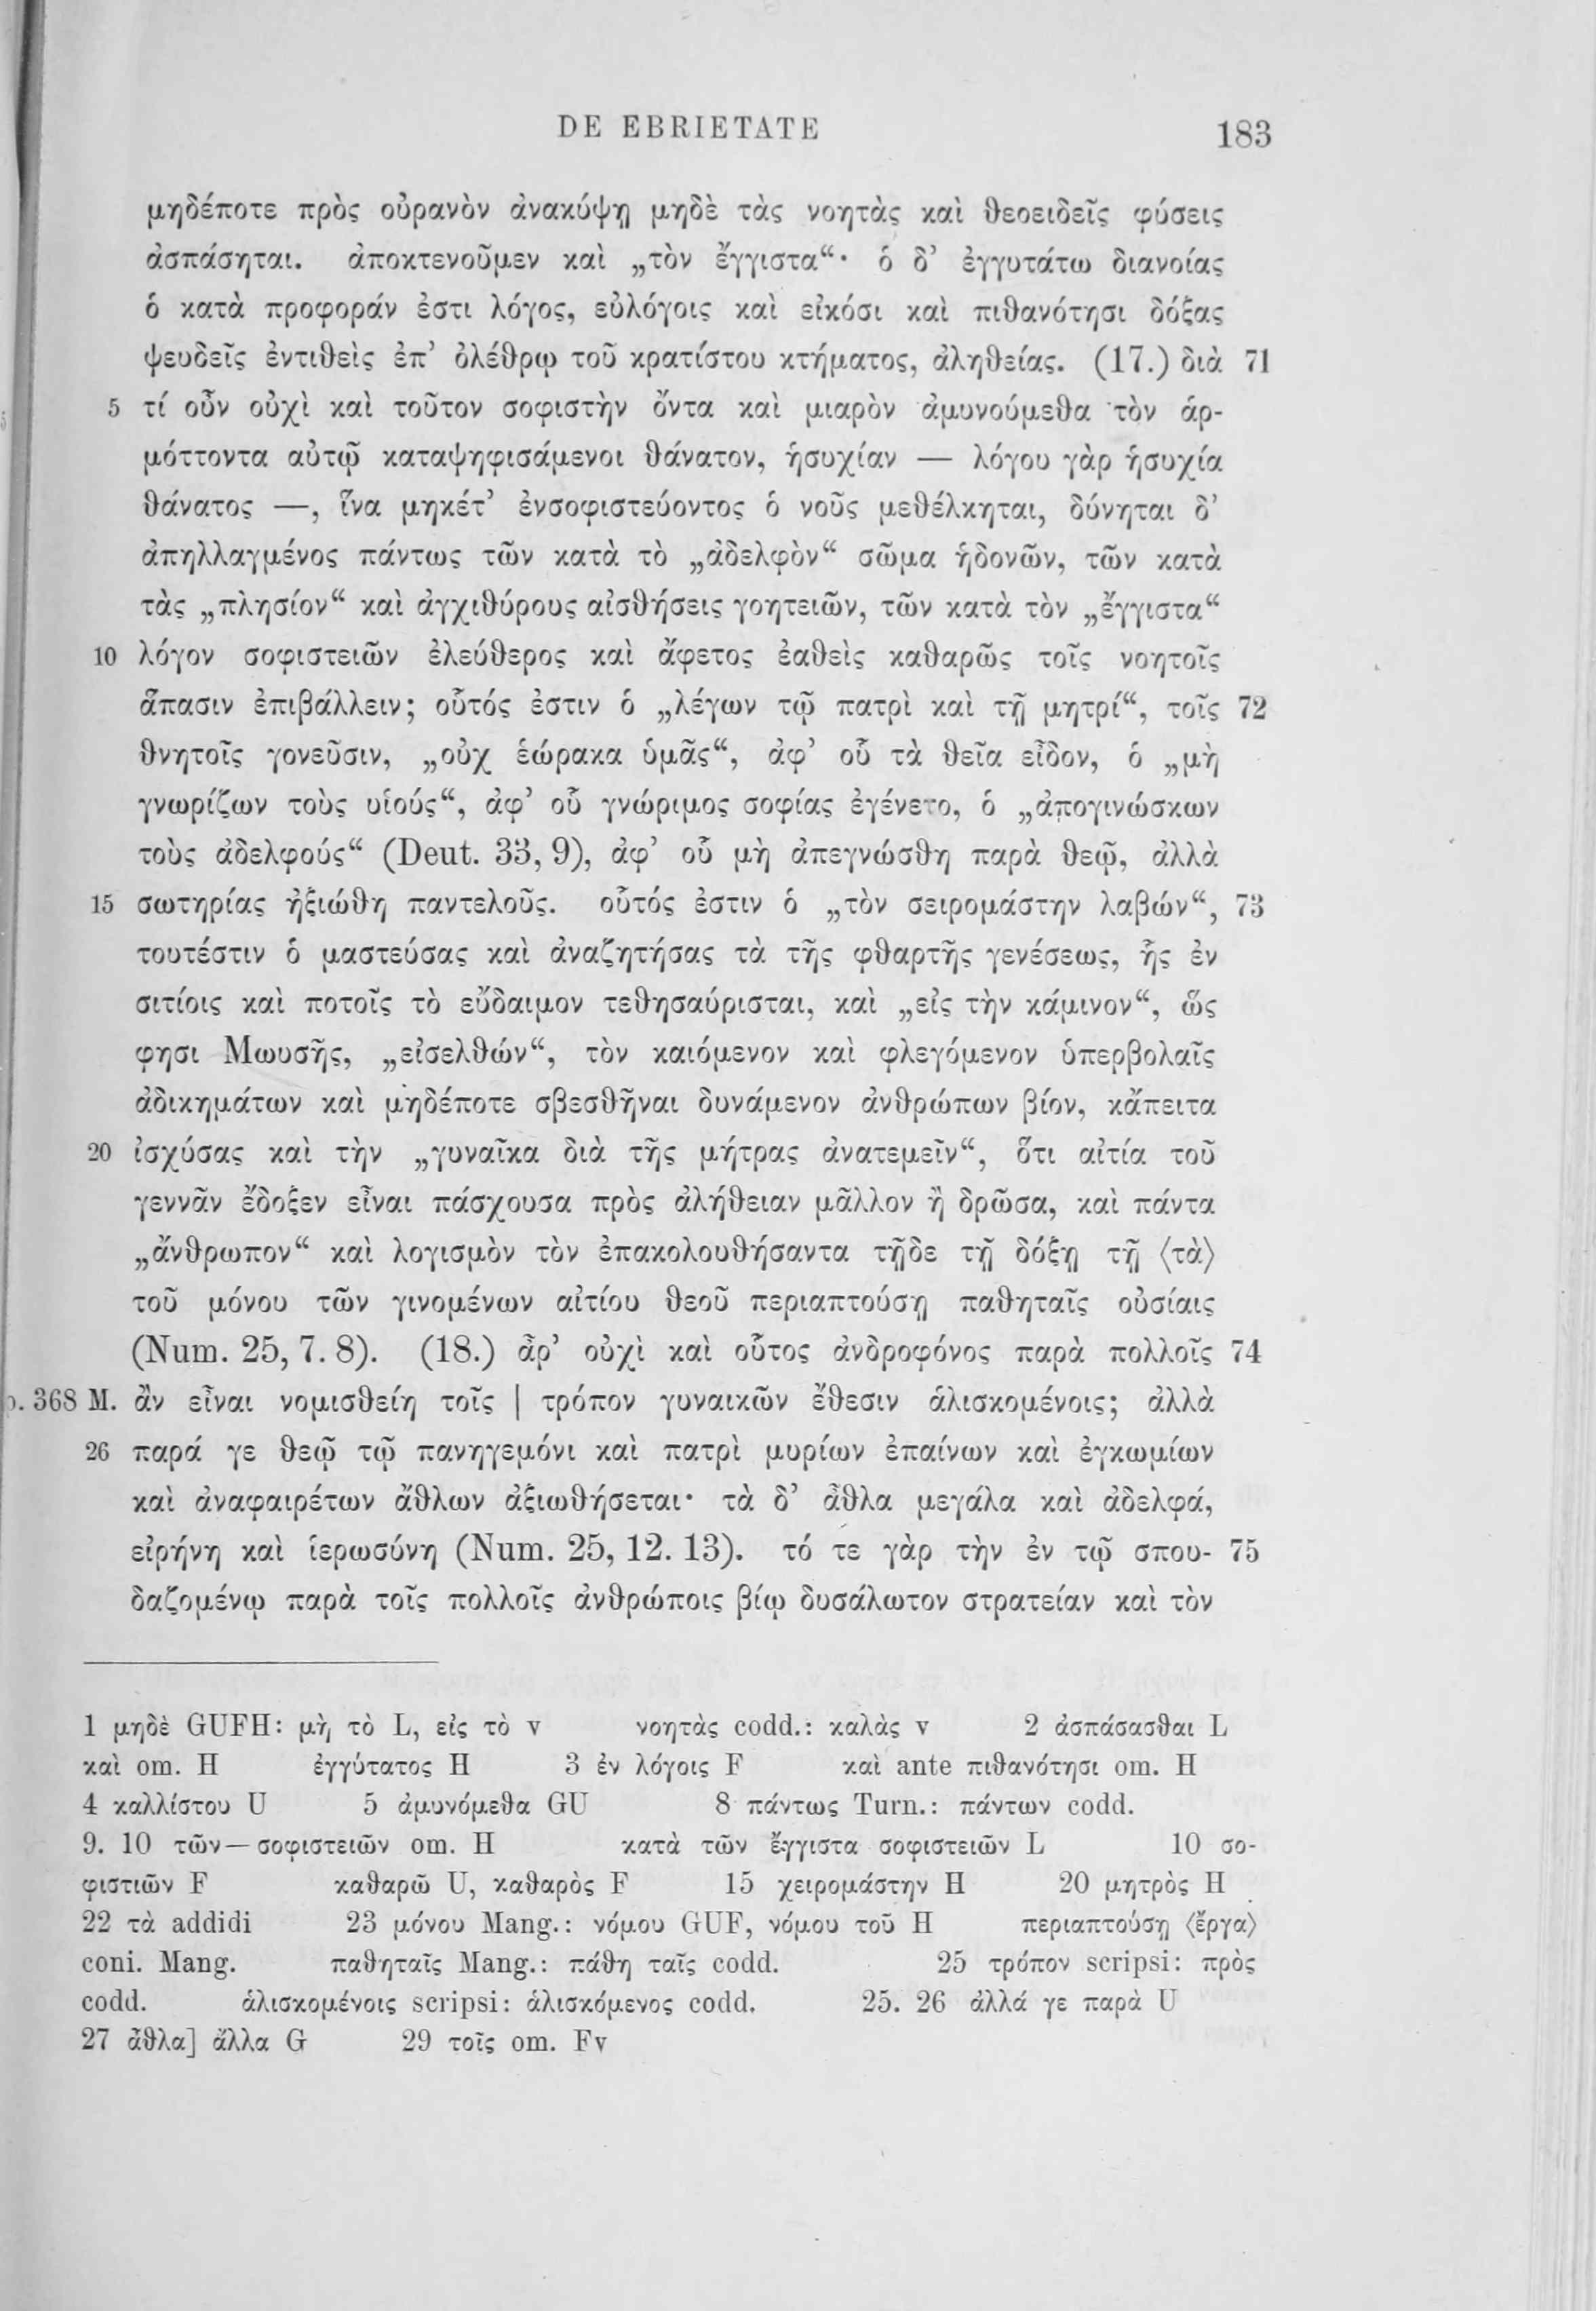 DE EBRIETATE 183
μηδέποτε πρὸς οὐρανὸν ἀνακύψῃ μηδὲ τὰς νοητὰς καὶ θεοειδεῖς φύσεις
ἀσπάσηται. ἀποκτενοῦμεν καὶ „τὸν ἔγγιστα“· ὁ δ’ ἐγγυτάτω διανοίας
ὁ κατὰ προφοράν ἐστι λόγος, εὐλόγοις καὶ εἰκόσι καὶ πιθανότησι δόξας
ψευδεῖς ἐντιθεὶς ἐπ’ ὀλέθρῳ τοῦ κρατίστου κτήματος, ἀληθείας. (17.) διὰ 71
5 τί οὖν οὐχὶ καὶ τοῦτον σοφιστὴν ὄντα καὶ μιαρὸν ἀμυνούμεθα τὸν ἁρ-
μόττοντα αὐτῷ καταψηφισάμενοι θάνατον, ἡσυχίαν — λόγου γὰρ ἡσυχία
θάνατος —, ἵνα μηκέτ’ ἐνσοφιστεύοντος ὁ νοῦς μεθέλκηται, δύνηται δ’
ἀπηλλαγμένος πάντως τῶν κατὰ τὸ „ἀδελφὸν“ σῶμα ἡδονῶν, τῶν κατὰ
τὰς „πλησίον“ καὶ ἀγχιθύρους αἰσθήσεις γοητειῶν, τῶν κατὰ τὸν „ἔγγιστα“
10 λόγον σοφιστειῶν ἐλεύθερος καὶ ἄφετος ἐαθεὶς καθαρῶς τοῖς νοητοῖς
ἅπασιν ἐπιβάλλειν; οὗτός ἐστιν ὁ „λέγων τῷ πατρὶ καὶ τῇ μητρί“, τοῖς 72
θνητοῖς γονεῦσιν, „οὐχ ἑώρακα ὑμᾶς“, ἀφ’ οὗ τὰ θεῖα εἶδον, ὁ „μὴ
γνωρίζων τοὺς υἱούς“, ἀφ’ οὗ γνώριμος σοφίας ἐγένετο, ὁ „ἀπογινώσκων
τοὺς ἀδελφούς“ (Deut. 33, 9), ἀφ’ οὗ μὴ ἀπεγνώσθη παρὰ θεῷ, ἀλλὰ
15 σωτηρίας ἠξιώθη παντελοῦς. οὗτός ἐστιν ὁ „τὸν σειρομάστην λαβών“, 73
τουτέστιν ὁ μαστεύσας καὶ ἀναζητήσας τὰ τῆς φθαρτῆς γενέσεως, ἧς ἐν
σιτίοις καὶ ποτοῖς τὸ εὔδαιμον τεθησαύρισται, καὶ „εἰς τὴν κάμινον“, ὥς
φησι Μωυσῆς, „εἰσελθών“, τὸν καιόμενον καὶ φλεγόμενον ὑπερβολαῖς
ἀδικημάτων καὶ μηδέποτε σβεσθῆναι δυνάμενον ἀνθρώπων βίον, κἄπειτα
20 ἰσχύσας καὶ τὴν „γυναῖκα διὰ τῆς μήτρας ἀνατεμεῖν“, ὅτι αἰτία τοῦ
γεννᾶν ἔδοξεν εἶναι πάσχουσα πρὸς ἀλήθειαν μᾶλλον ἢ δρῶσα, καὶ πάντα
„ἄνθρωπον“ καὶ λογισμὸν τὸν ἐπακολουθήσαντα τῇδε τῇ δόξῃ τῇ ⟨τὰ⟩
τοῦ μόνου τῶν γινομένων αἰτίου θεοῦ περιαπτούσῃ παθηταῖς οὐσίαις
(Num. 25, 7. 8). (18.) ἆρ’ οὐχὶ καὶ οὗτος ἀνδροφόνος παρὰ πολλοῖς 74
p. 368 M. ἂν εἶναι νομισθείη τοῖς | τρόπον γυναικῶν ἔθεσιν ἁλισκομένοις; ἀλλὰ
26 παρά γε θεῷ τῷ πανηγεμόνι καὶ πατρὶ μυρίων ἐπαίνων καὶ ἐγκωμίων
καὶ ἀναφαιρέτων ἄθλων ἀξιωθήσεται· τὰ δ’ ἆθλα μεγάλα καὶ ἀδελφά,
εἰρήνη καὶ ἱερωσύνη (Num. 25, 12. 13). τό τε γὰρ τὴν ἐν τῷ σπου- 75
δαζομένῳ παρὰ τοῖς πολλοῖς ἀνθρώποις βίῳ δυσάλωτον στρατείαν καὶ τὸν
1 μηδὲ GUFH: μὴ τὸ L, εἰς τὸ v νοητὰς codd.: καλὰς v 2 ἀσπάσασθαι L
καὶ om. H ἐγγύτατος H 3 ἐν λόγοις F καὶ ante πιθανότησι om. H
4 καλλίστου U 5 ἀμυνόμεθα GU 8 πάντως Turn.: πάντων codd.
9. 10 τῶν—σοφιστειῶν om. H κατὰ τῶν ἔγγιστα σοφιστειῶν L 10 σο-
φιστιῶν F καθαρῶ U, καθαρὸς F 15 χειρομάστην H 20 μητρὸς H
22 τὰ addidi 23 μόνου Mang.: νόμου GUF, νόμου τοῦ H περιαπτούσῃ ⟨ἔργα⟩
coni. Mang. παθηταῖς Mang.: πάθη ταῖς codd. 25 τρόπον scripsi: πρὸς
codd. ἁλισκομένοις scripsi: ἁλισκόμενος codd. 25. 26 ἀλλά γε παρὰ U
27 ἆθλα] ἄλλα G 29 τοῖς om. Fv